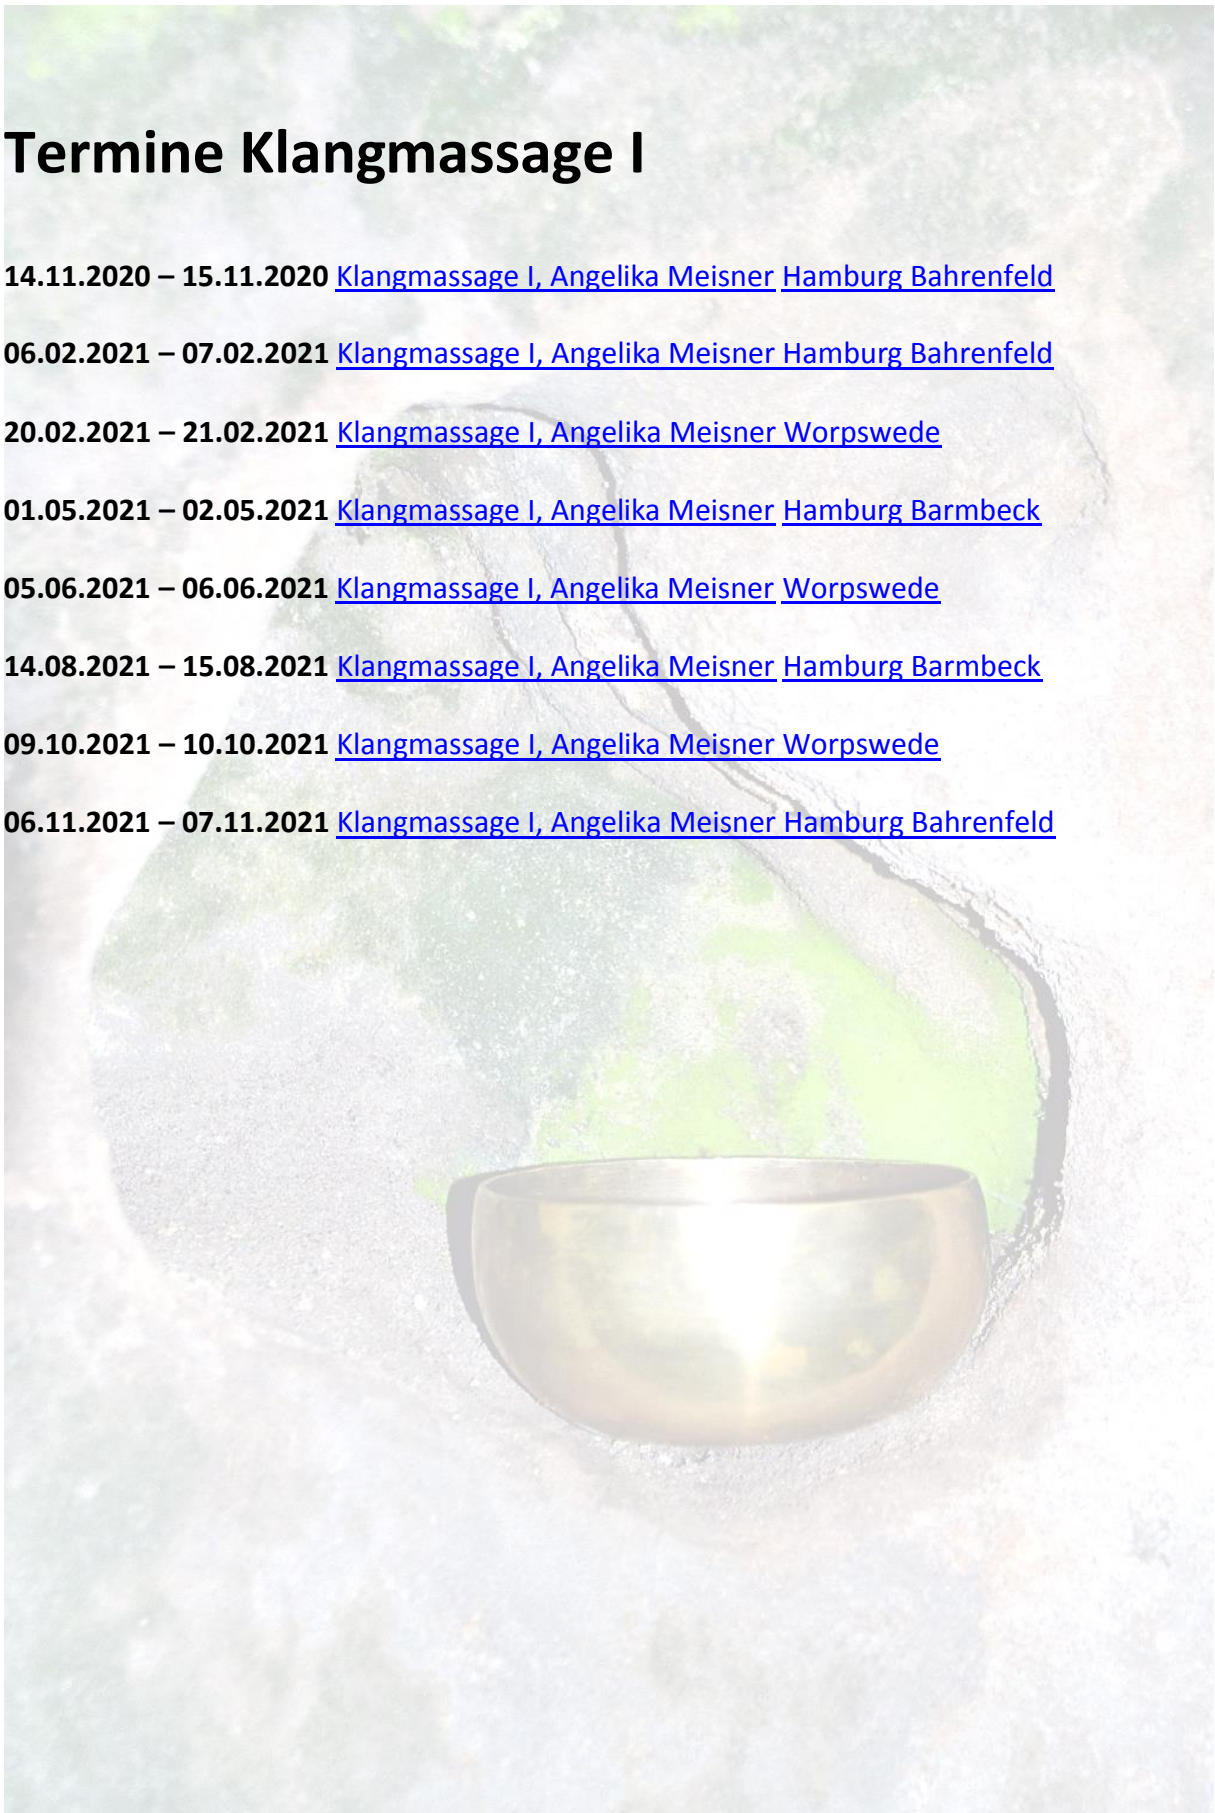 Termine Klangmassage I
14.11.2020 – 15.11.2020 Klangmassage I, Angelika Meisner Hamburg Bahrenfeld
06.02.2021 – 07.02.2021 Klangmassage I, Angelika Meisner Hamburg Bahrenfeld
20.02.2021 – 21.02.2021 Klangmassage I, Angelika Meisner Worpswede
01.05.2021 – 02.05.2021 Klangmassage I, Angelika Meisner Hamburg Barmbeck
05.06.2021 – 06.06.2021 Klangmassage I, Angelika Meisner Worpswede
14.08.2021 – 15.08.2021 Klangmassage I, Angelika Meisner Hamburg Barmbeck
09.10.2021 – 10.10.2021 Klangmassage I, Angelika Meisner Worpswede
06.11.2021 – 07.11.2021 Klangmassage I, Angelika Meisner Hamburg Bahrenfeld